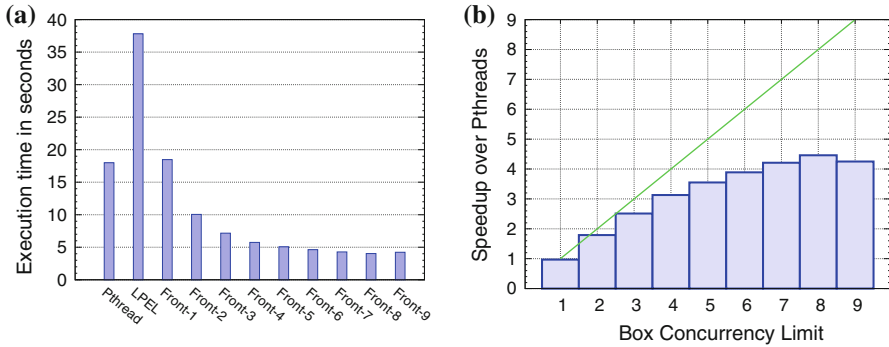 (a)
Execution time in seconds
40
35
30
25
20
15
10
5
0
Pthread
LPEL
Front-1
Front-2
Front-3
Front-4
Front-5
Front-6
Front-7
Front-8
Front-9
(b)
Speedup over Pthreads
9
8
7
6
5
4
3
2
1
0
1 2 3 4 5 6 7 8 9
Box Concurrency Limit